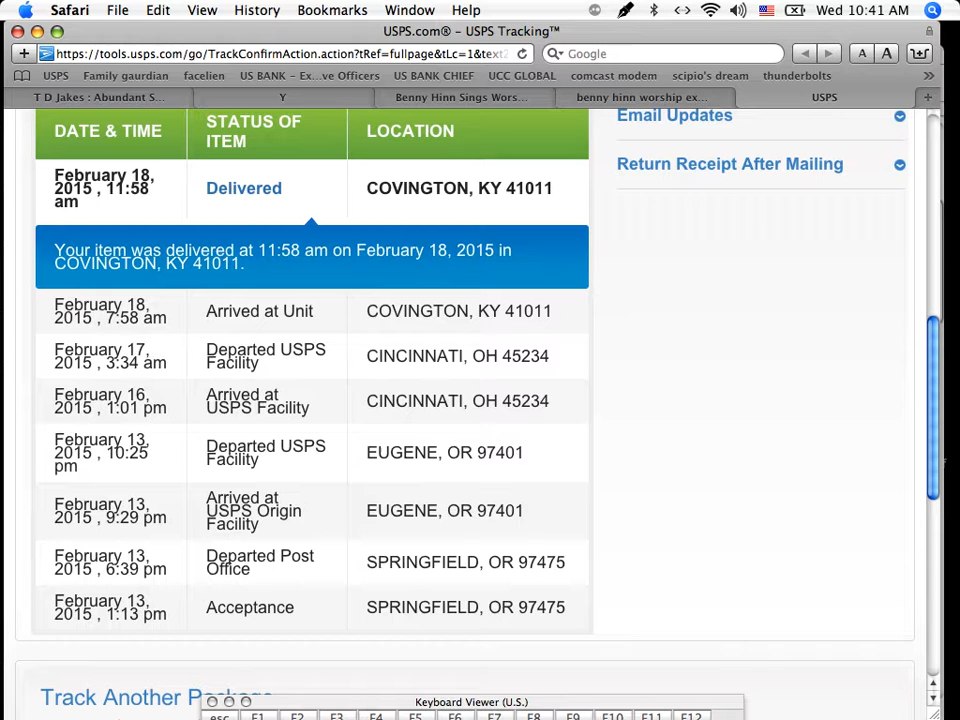 Safari File Edit View History Bookmarks Window Help Wed 10:41 AM
USPS.com® – USPS Tracking™
https://tools.usps.com/go/TrackConfirmAction.action?tRef=fullpage&tLc=1&text2 Google A A
USPS Family gaurdian facelien US BANK – Ex...ve Officers US BANK CHIEF UCC GLOBAL comcast modem scipio's dream thunderbolts
T D Jakes : Abundant S... Y Benny Hinn Sings Wors... benny hinn worship ex... USPS
DATE & TIME
STATUS OF
ITEM
LOCATION
February 18,
2015 , 11:58
am
Delivered
COVINGTON, KY 41011
Your item was delivered at 11:58 am on February 18, 2015 in
COVINGTON, KY 41011.
February 18,
2015 , 7:58 am
Arrived at Unit
COVINGTON, KY 41011
February 17,
2015 , 3:34 am
Departed USPS
Facility
CINCINNATI, OH 45234
February 16,
2015 , 1:01 pm
Arrived at
USPS Facility
CINCINNATI, OH 45234
February 13,
2015 , 10:25
pm
Departed USPS
Facility
EUGENE, OR 97401
February 13,
2015 , 9:29 pm
Arrived at
USPS Origin
Facility
EUGENE, OR 97401
February 13,
2015 , 6:39 pm
Departed Post
Office
SPRINGFIELD, OR 97475
February 13,
2015 , 1:13 pm
Acceptance
SPRINGFIELD, OR 97475
Email Updates
Return Receipt After Mailing
Track Another Package
Keyboard Viewer (U.S.)
esc F1 F2 F3 F4 F5 F6 F7 F8 F9 F10 F11 F12